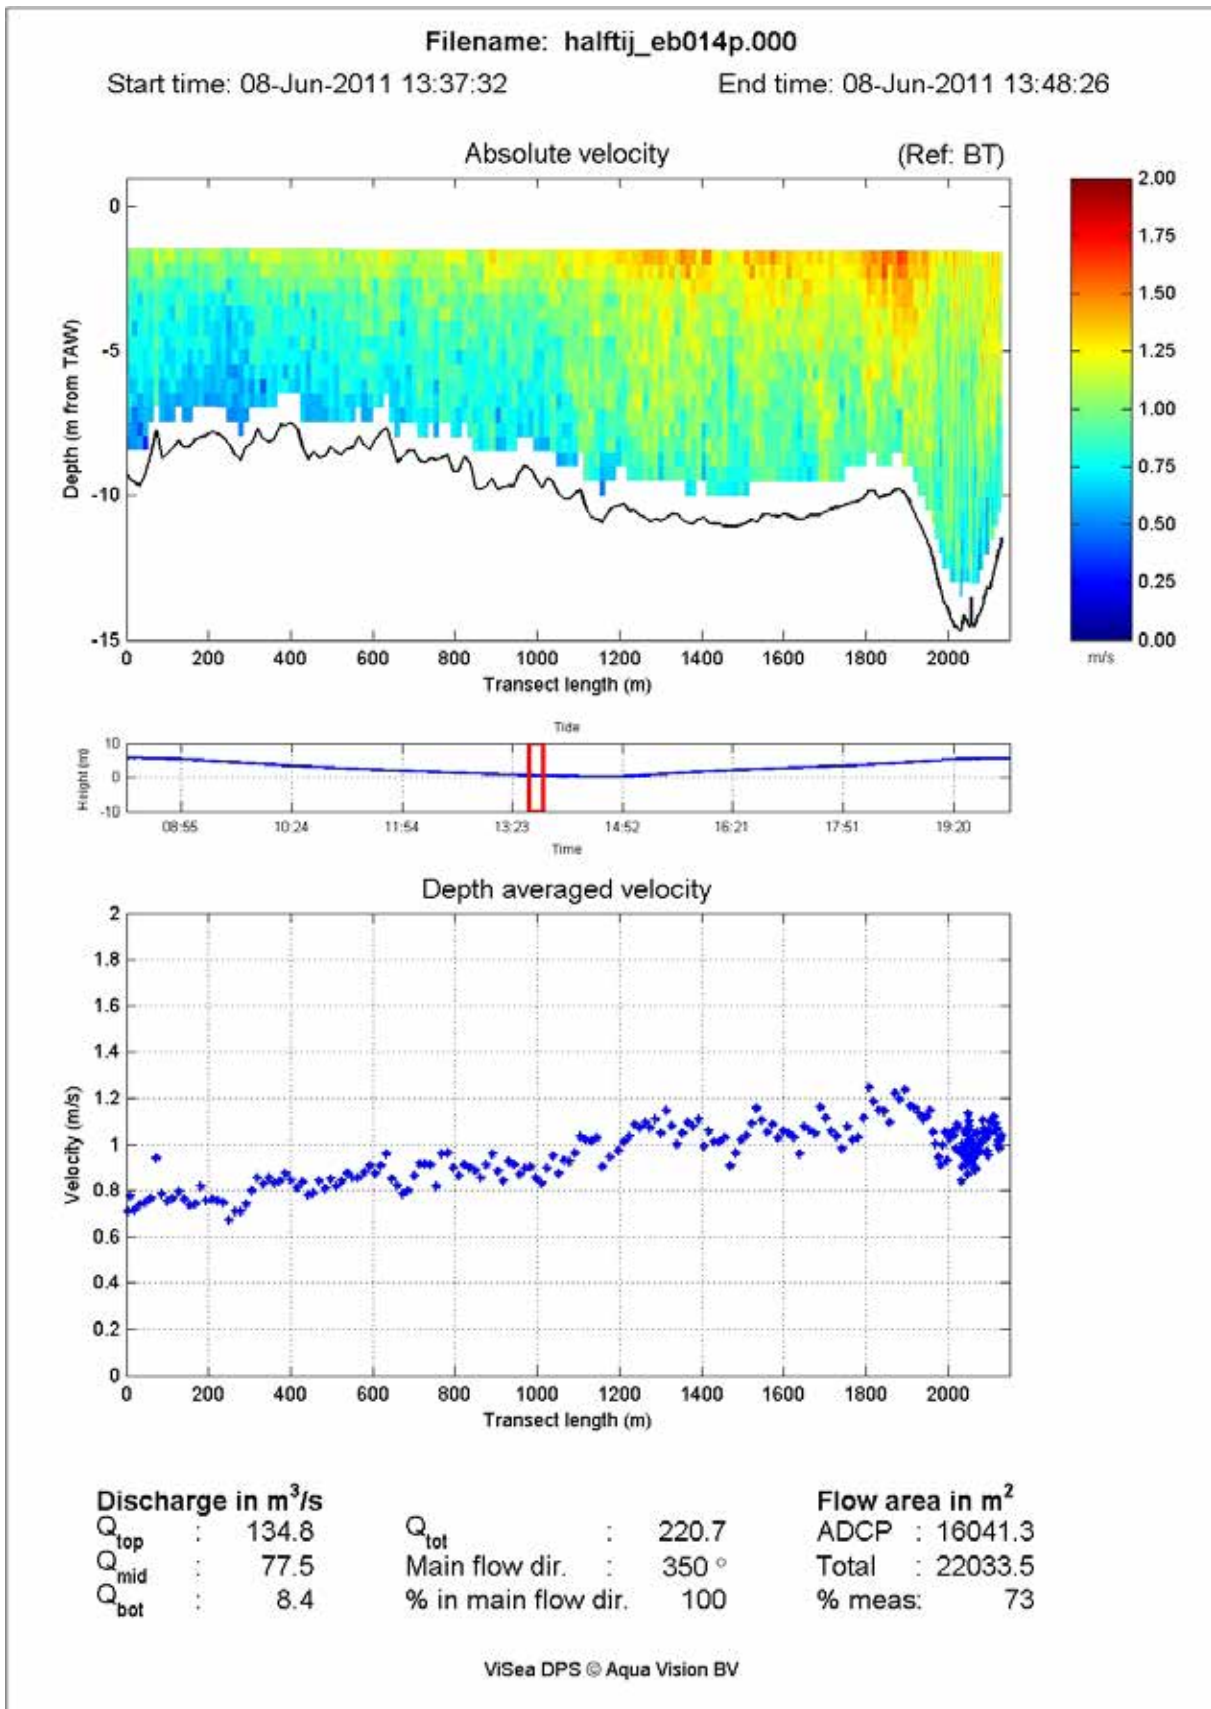 Filename: halftij_eb014p.000
Start time: 08-Jun-2011 13:37:32 End time: 08-Jun-2011 13:48:26
Absolute velocity (Ref: BT)
0
-5
-10
-15
Depth (m from TAW)
0 200 400 600 800 1000 1200 1400 1600 1800 2000
Transect length (m)
2.00
1.75
1.50
1.25
1.00
0.75
0.50
0.25
0.00
m/s
Tide
10
0
-10
Height (m)
08:55 10:24 11:54 13:23 14:52 16:21 17:51 19:20
Time
Depth averaged velocity
2
1.8
1.6
1.4
1.2
1
0.8
0.6
0.4
0.2
0
Velocity (m/s)
0 200 400 600 800 1000 1200 1400 1600 1800 2000
Transect length (m)
Discharge in m³/s Flow area in m²
Qtop : 134.8 Qtot : 220.7 ADCP : 16041.3
Qmid : 77.5 Main flow dir. : 350 ° Total : 22033.5
Qbot : 8.4 % in main flow dir. 100 % meas: 73
ViSea DPS © Aqua Vision BV